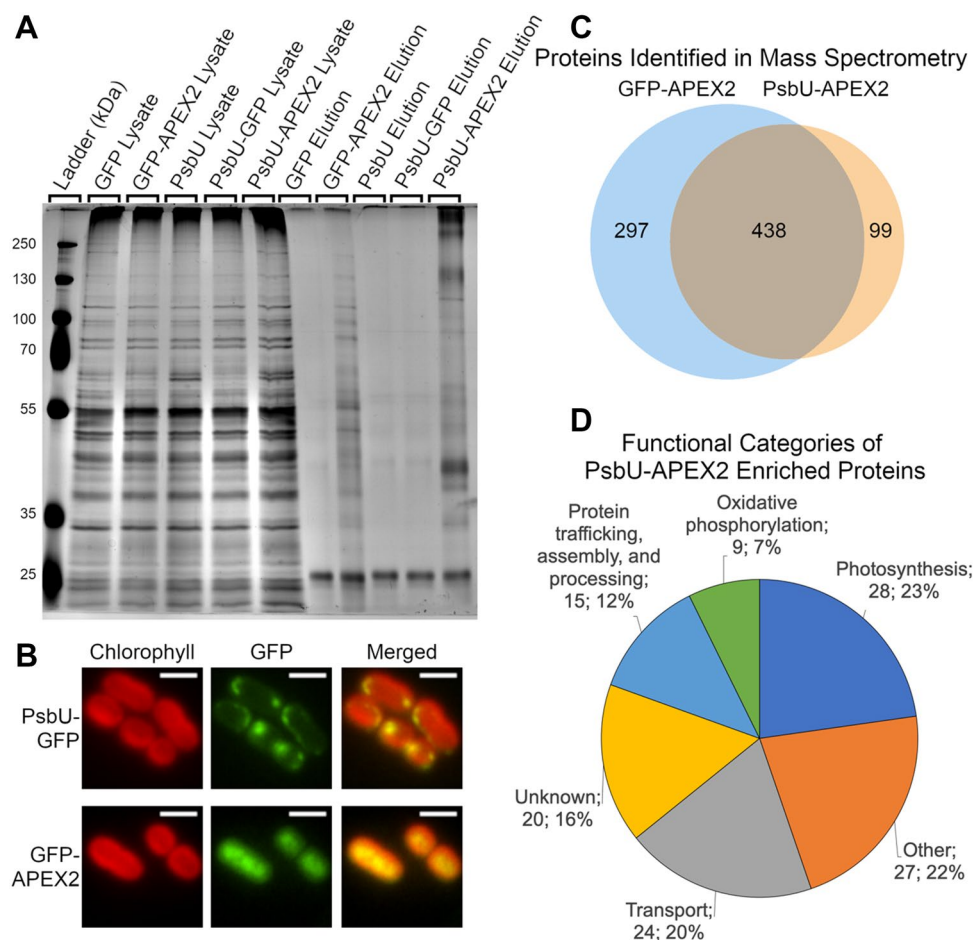 A
Ladder (kDa)
GFP Lysate
GFP-APEX2 Lysate
PsbU Lysate
PsbU-GFP Lysate
PsbU-APEX2 Lysate
GFP Elution
GFP-APEX2 Elution
PsbU Elution
PsbU-GFP Elution
PsbU-APEX2 Elution
250
130
100
70
55
35
25
B
Chlorophyll
GFP
Merged
PsbU-
GFP
GFP-
APEX2
C
Proteins Identified in Mass Spectrometry
GFP-APEX2
PsbU-APEX2
297
438
99
D
Functional Categories of
PsbU-APEX2 Enriched Proteins
Oxidative
phosphorylation;
9; 7%
Protein
trafficking,
assembly, and
processing;
15; 12%
Photosynthesis;
28; 23%
Unknown;
20; 16%
Other;
27; 22%
Transport;
24; 20%